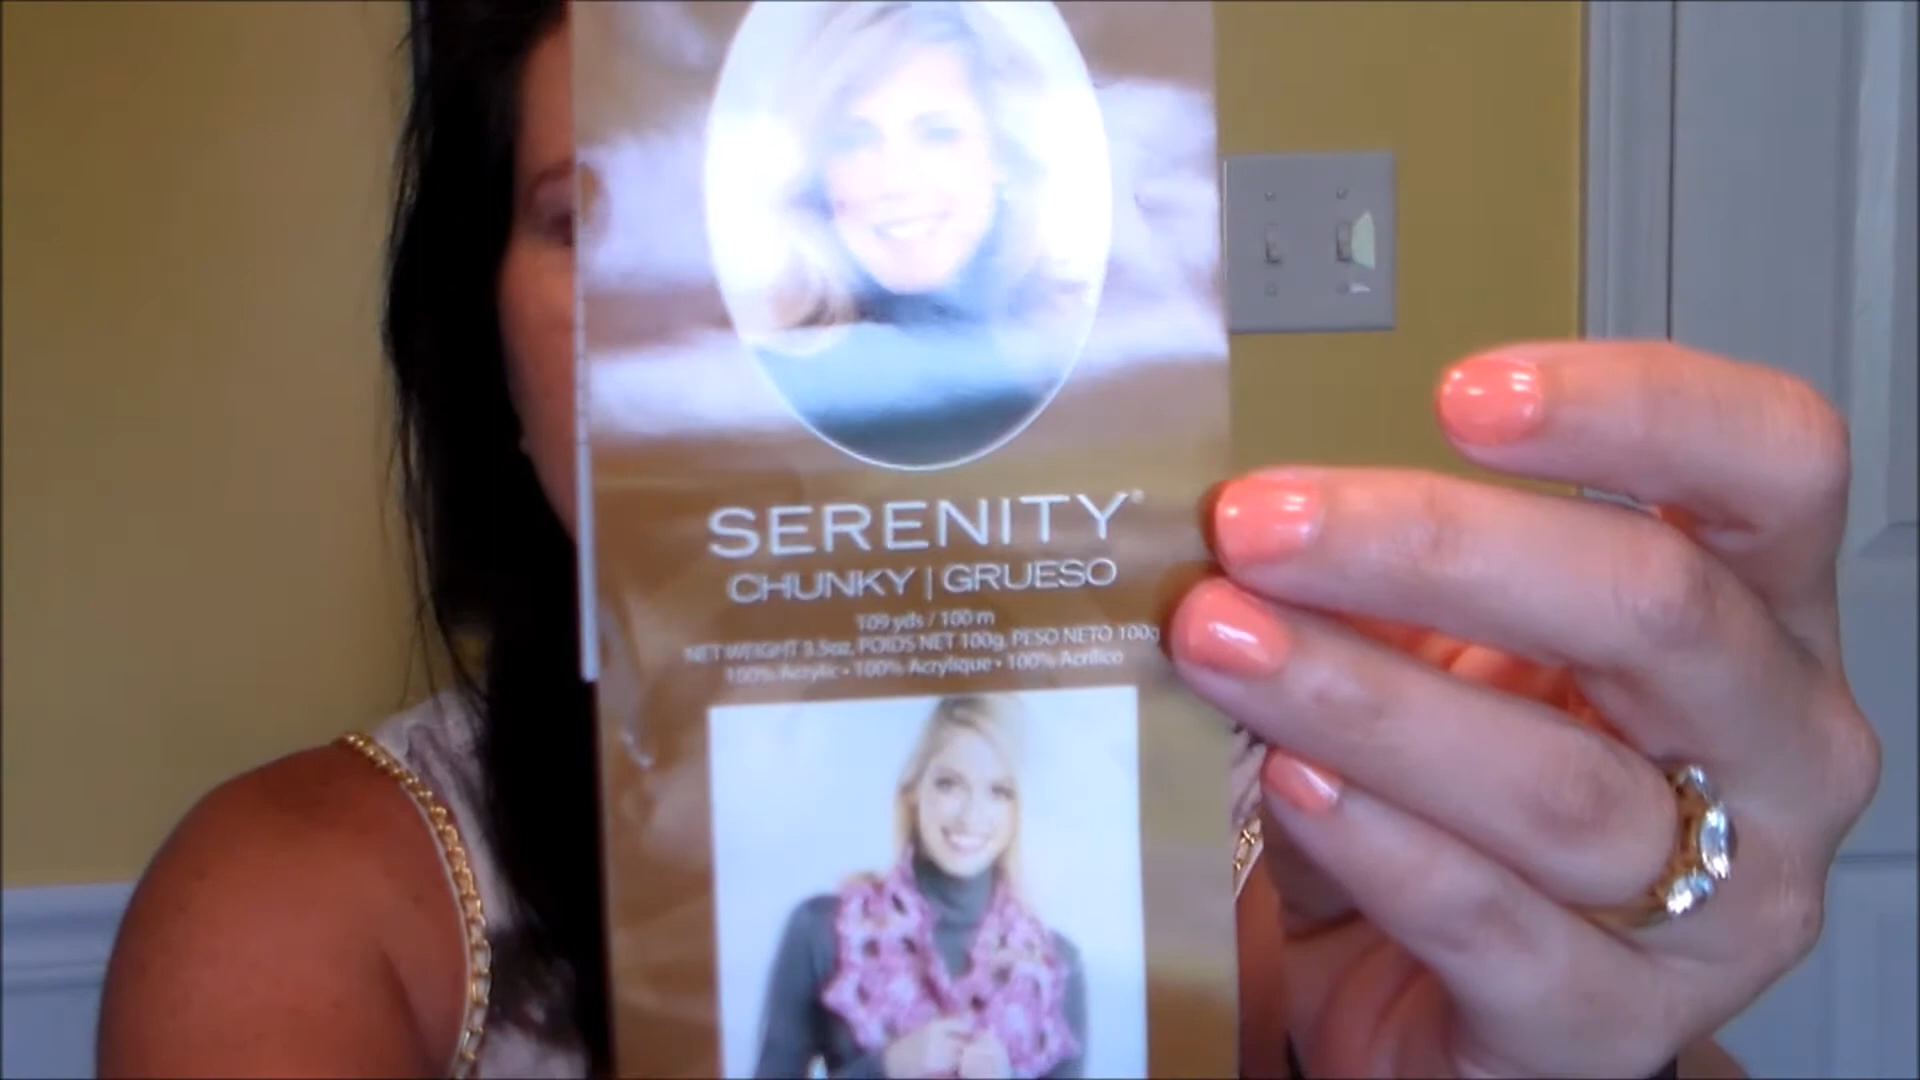 SERENITY®
CHUNKY | GRUESO
109 yds / 100 m
NET WEIGHT 3.5oz, POIDS NET 100g, PESO NETO 100g
100% Acrylic • 100% Acrylique • 100% Acrílico